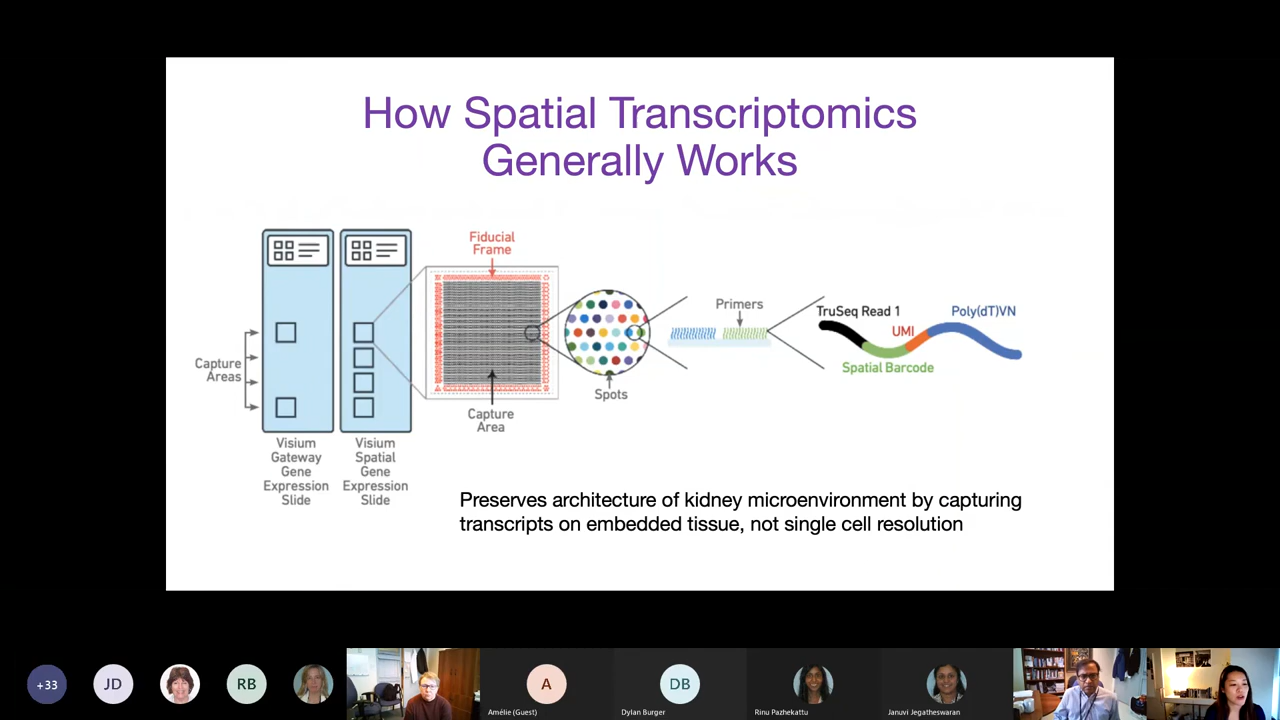 How Spatial Transcriptomics
Generally Works
Fiducial
Frame
Capture
Areas
Capture
Area
Spots
Primers
TruSeq Read 1
UMI
Poly(dT)VN
Spatial Barcode
Visium
Gateway
Gene
Expression
Slide
Visium
Spatial
Gene
Expression
Slide
Preserves architecture of kidney microenvironment by capturing
transcripts on embedded tissue, not single cell resolution
+33
JD
RB
A
Amélie (Guest)
DB
Dylan Burger
Rinu Pazhekattu
Januvi Jegatheswaran